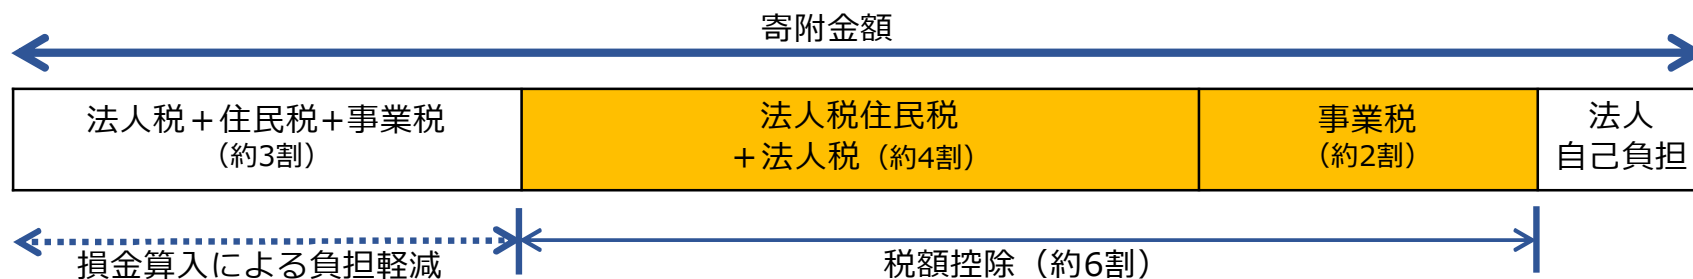 寄附金額
法人税＋住民税+事業税
（約3割）
法人税住民税
＋法人税（約4割）
事業税
（約2割）
法人
自己負担
損金算入による負担軽減
税額控除（約6割）